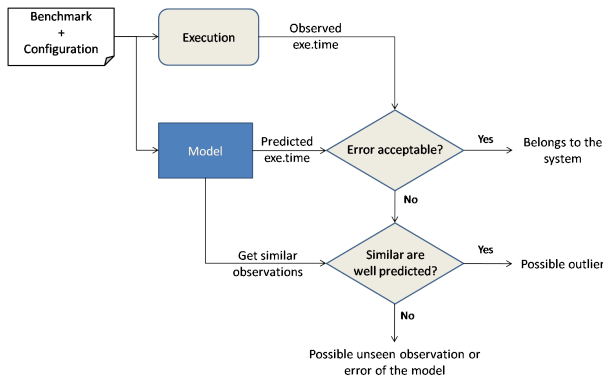 Benchmark
+
Configuration
Execution
Observed
exe.time
Model
Predicted
exe.time
Error acceptable?
Yes
Belongs to the
system
No
Get similar
observations
Similar are
well predicted?
Yes
Possible outlier
No
Possible unseen observation or
error of the model